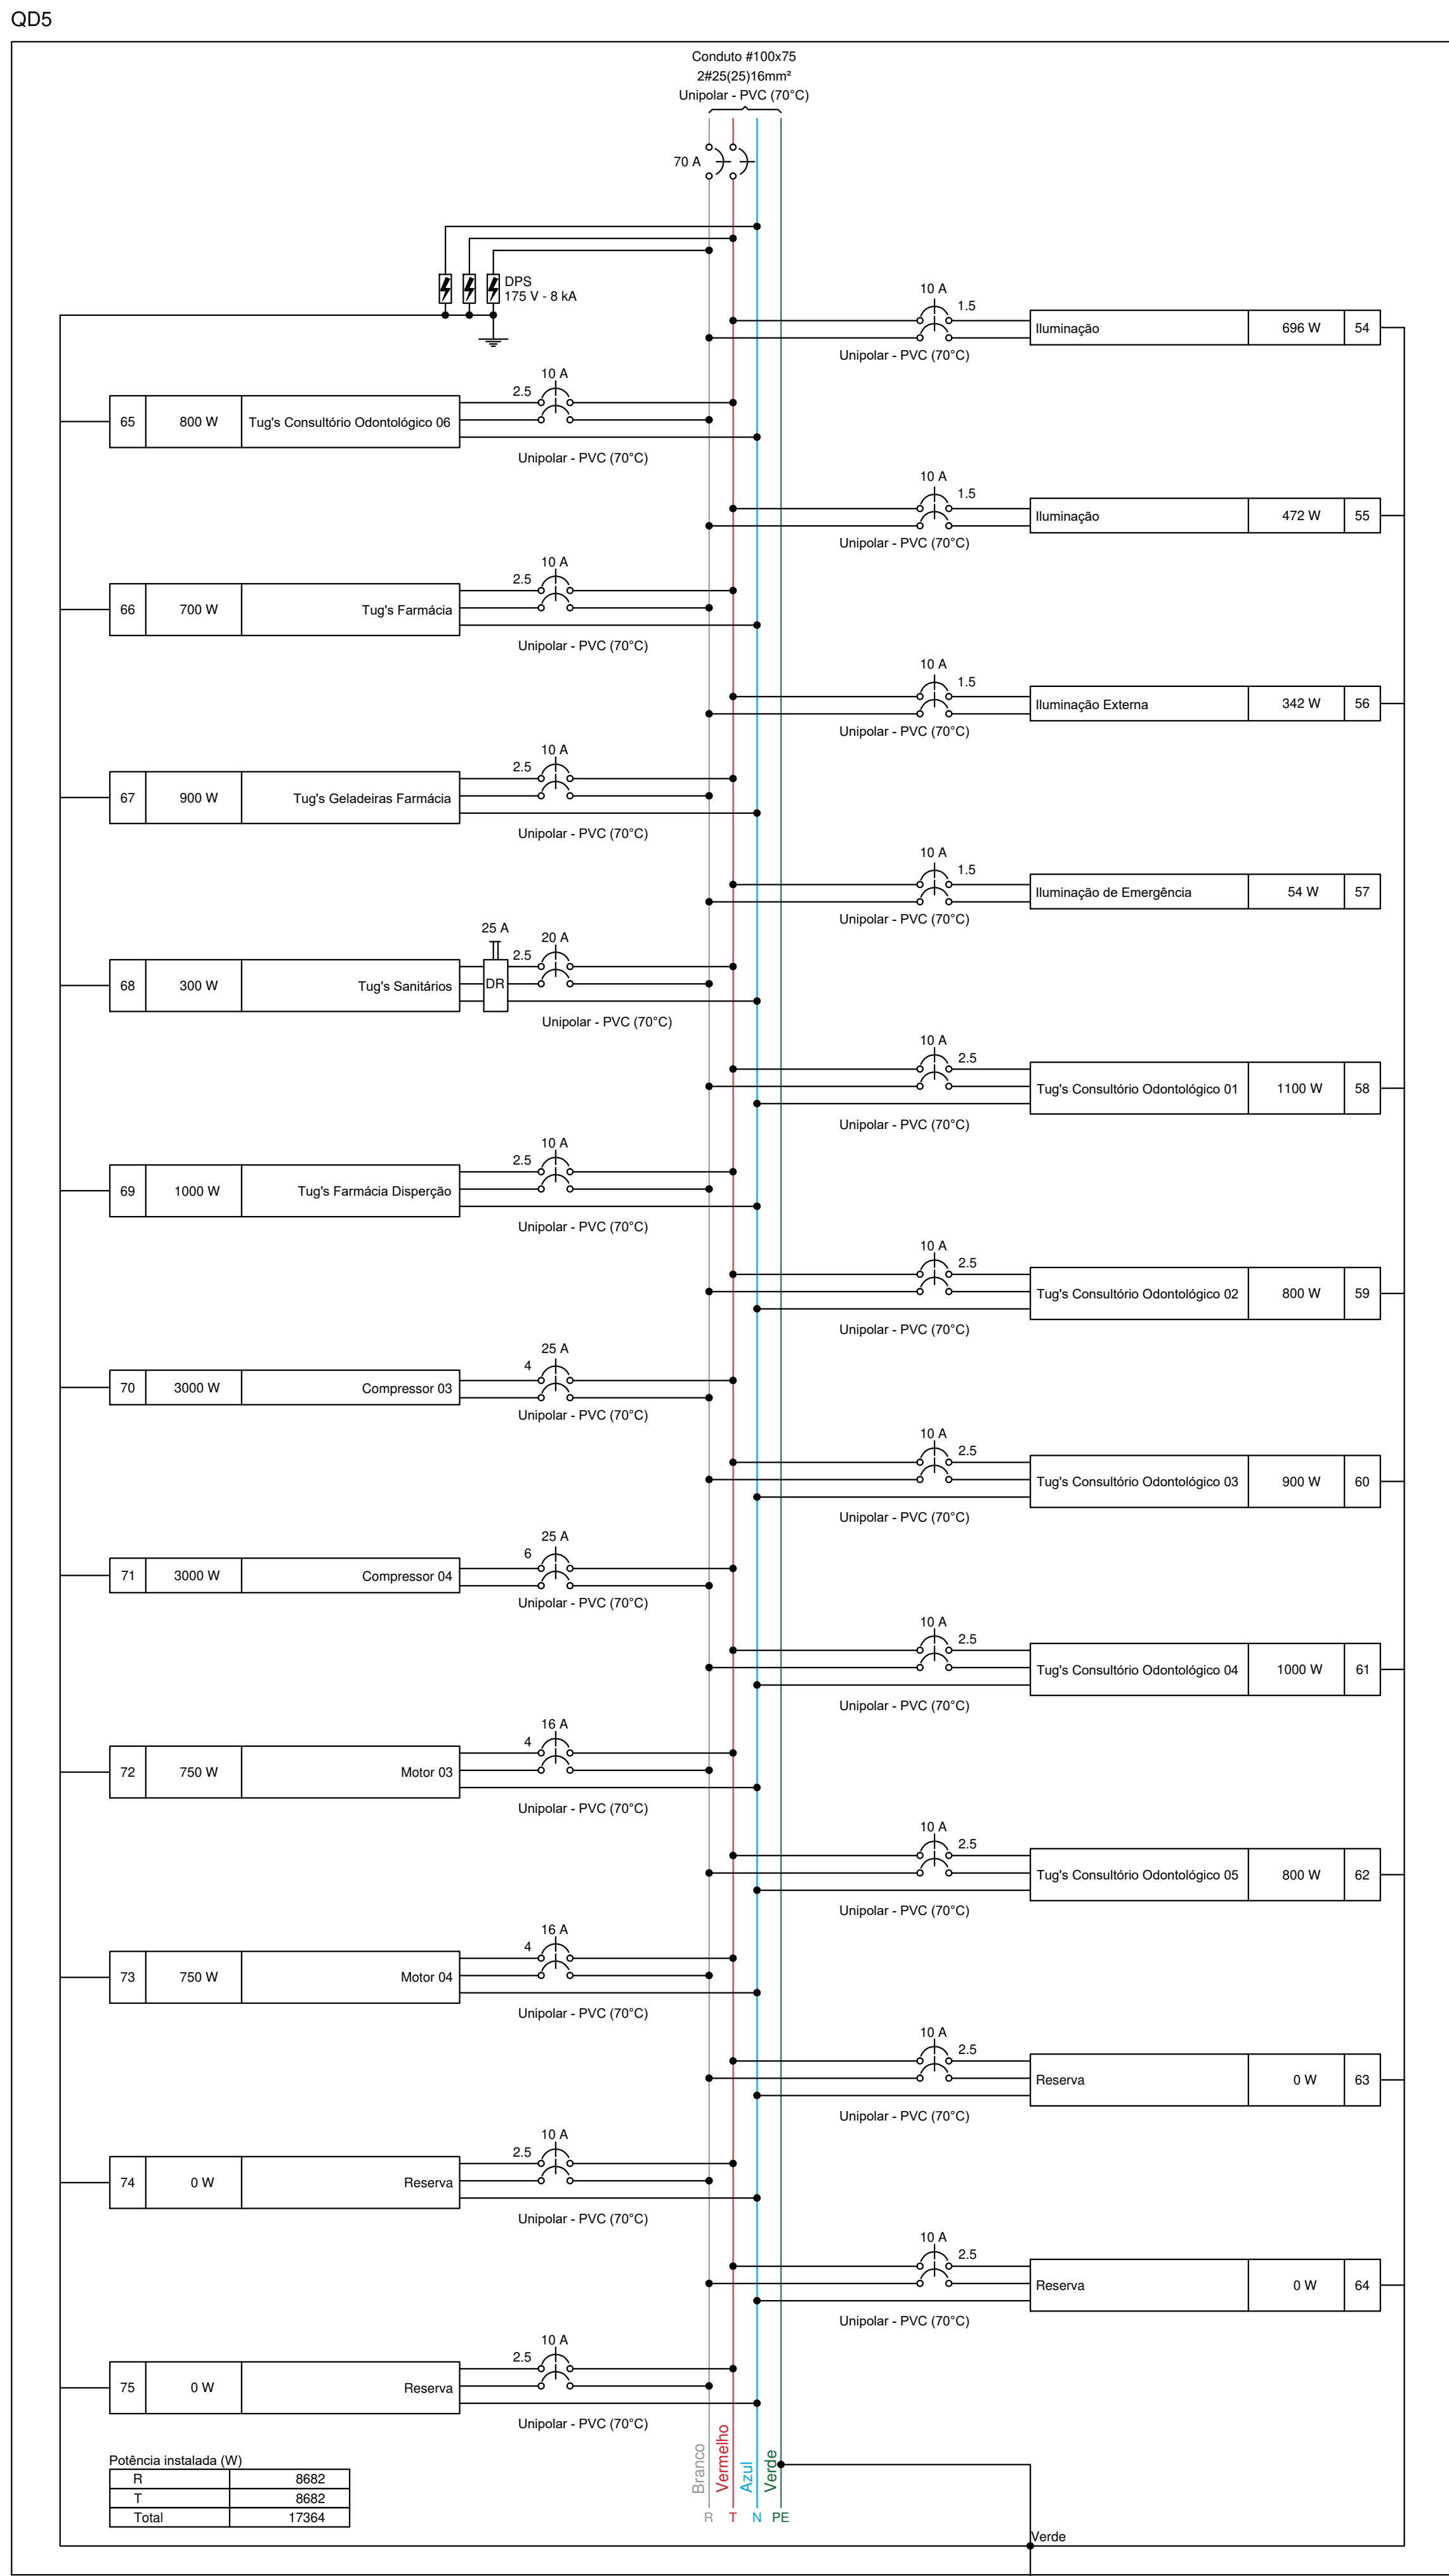 QD5
Conduto #100x75
2#25(25)16mm²
Unipolar - PVC (70°C)
70 A
DPS
175 V - 8 kA
10 A
1.5
Iluminação 696 W 54
Unipolar - PVC (70°C)
10 A
2.5
65 800 W Tug's Consultório Odontológico 06
Unipolar - PVC (70°C)
10 A
1.5
Iluminação 472 W 55
Unipolar - PVC (70°C)
10 A
2.5
66 700 W Tug's Farmácia
Unipolar - PVC (70°C)
10 A
1.5
Iluminação Externa 342 W 56
Unipolar - PVC (70°C)
10 A
2.5
67 900 W Tug's Geladeiras Farmácia
Unipolar - PVC (70°C)
10 A
1.5
Iluminação de Emergência 54 W 57
Unipolar - PVC (70°C)
25 A
20 A
2.5
68 300 W Tug's Sanitários DR
Unipolar - PVC (70°C)
10 A
2.5
Tug's Consultório Odontológico 01 1100 W 58
Unipolar - PVC (70°C)
10 A
2.5
69 1000 W Tug's Farmácia Disperção
Unipolar - PVC (70°C)
10 A
2.5
Tug's Consultório Odontológico 02 800 W 59
Unipolar - PVC (70°C)
25 A
4
70 3000 W Compressor 03
Unipolar - PVC (70°C)
10 A
2.5
Tug's Consultório Odontológico 03 900 W 60
Unipolar - PVC (70°C)
25 A
6
71 3000 W Compressor 04
Unipolar - PVC (70°C)
10 A
2.5
Tug's Consultório Odontológico 04 1000 W 61
Unipolar - PVC (70°C)
16 A
4
72 750 W Motor 03
Unipolar - PVC (70°C)
10 A
2.5
Tug's Consultório Odontológico 05 800 W 62
Unipolar - PVC (70°C)
16 A
4
73 750 W Motor 04
Unipolar - PVC (70°C)
10 A
2.5
Reserva 0 W 63
Unipolar - PVC (70°C)
10 A
2.5
74 0 W Reserva
Unipolar - PVC (70°C)
10 A
2.5
Reserva 0 W 64
Unipolar - PVC (70°C)
10 A
2.5
75 0 W Reserva
Unipolar - PVC (70°C)
Branco
Vermelho
Azul
Verde
R T N PE
Potência instalada (W)
R 8682
T 8682
Total 17364
Verde